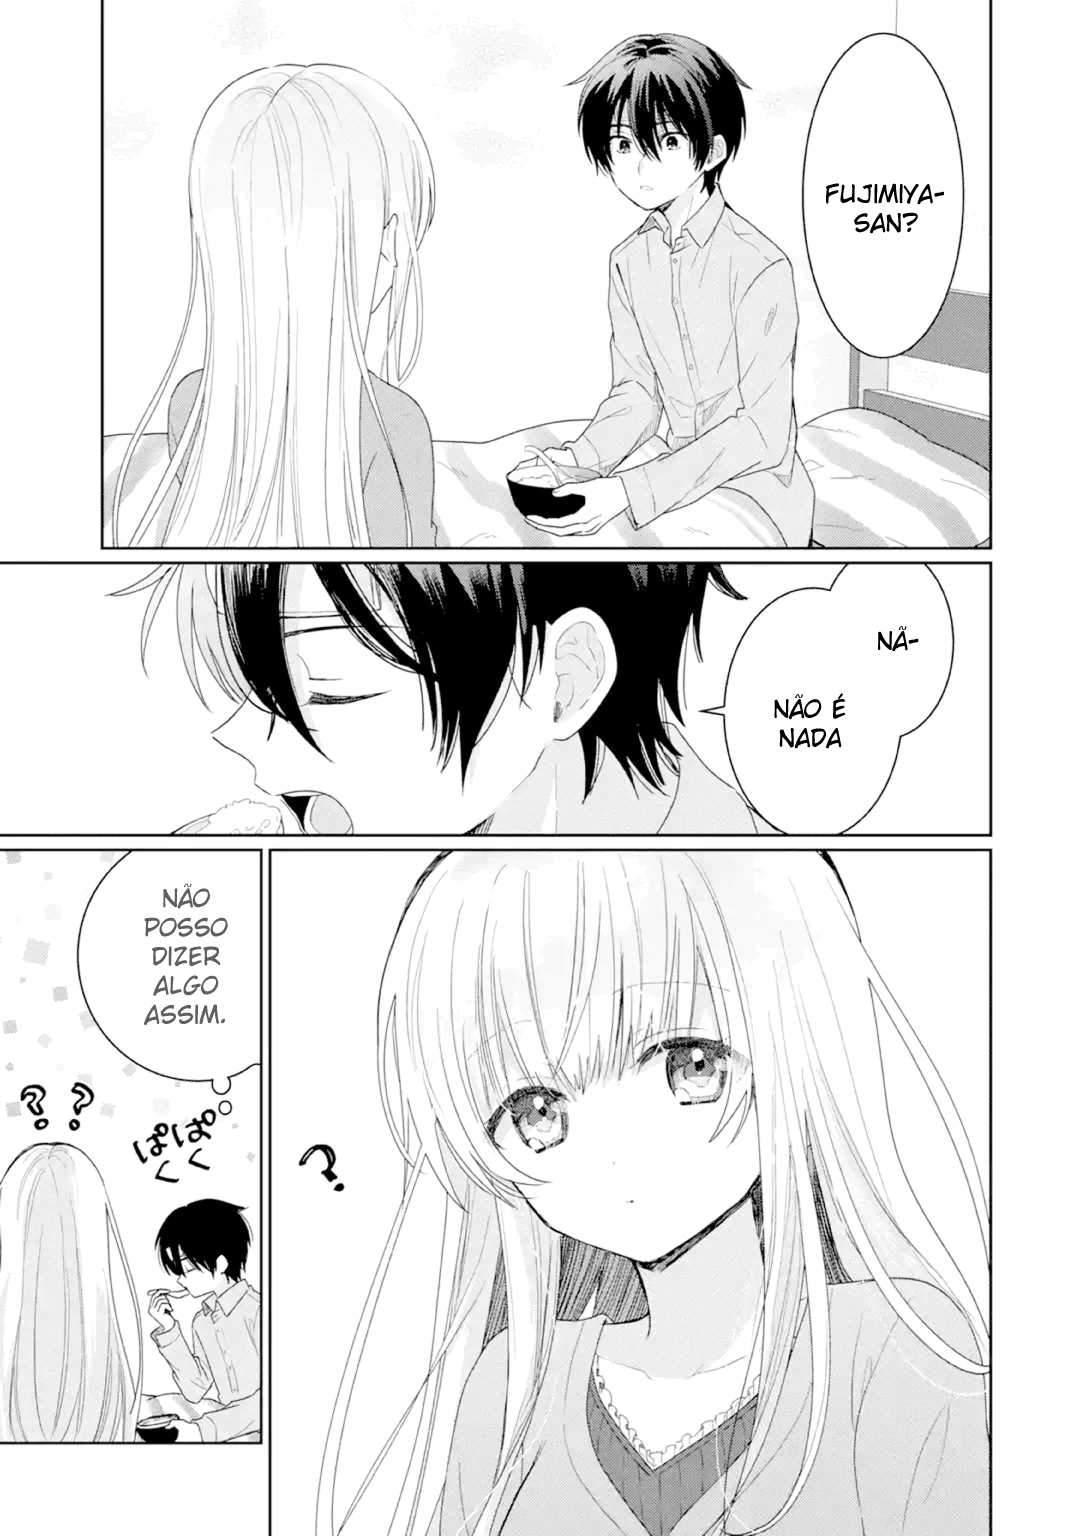 FUJIMIYA-
SAN?
NÃ-
NÃO É
NADA
?
NÃO
POSSO
DIZER
ALGO
ASSIM.
? ?
ぱく
ぱく